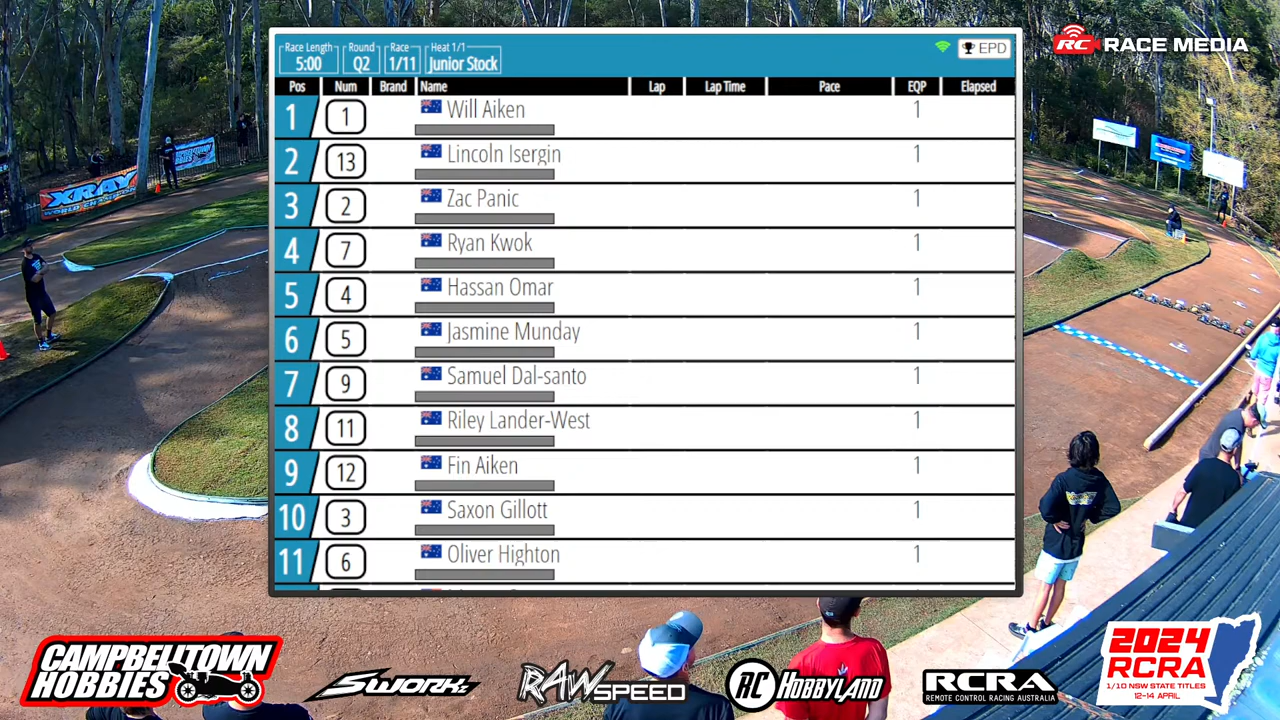 Race Length
5:00
Round
Q2
Race
1/11
Heat 1/1
Junior Stock
EPD
RC RACE MEDIA
Pos Num Brand Name Lap Lap Time Pace EQP Elapsed
1 1 Will Aiken 1
2 13 Lincoln Isergin 1
3 2 Zac Panic 1
4 7 Ryan Kwok 1
5 4 Hassan Omar 1
6 5 Jasmine Munday 1
7 9 Samuel Dal-santo 1
8 11 Riley Lander-West 1
9 12 Fin Aiken 1
10 3 Saxon Gillott 1
11 6 Oliver Highton 1
CAMPBELLTOWN
HOBBIES
XRAY
WORLD CHAMPION
CAMPBELLTOWN
HOBBIES
SWORKz
RAW SPEED
RC HOBBYLAND
RCRA
REMOTE CONTROL RACING AUSTRALIA
2024
RCRA
1/10 NSW STATE TITLES
12-14 APRIL